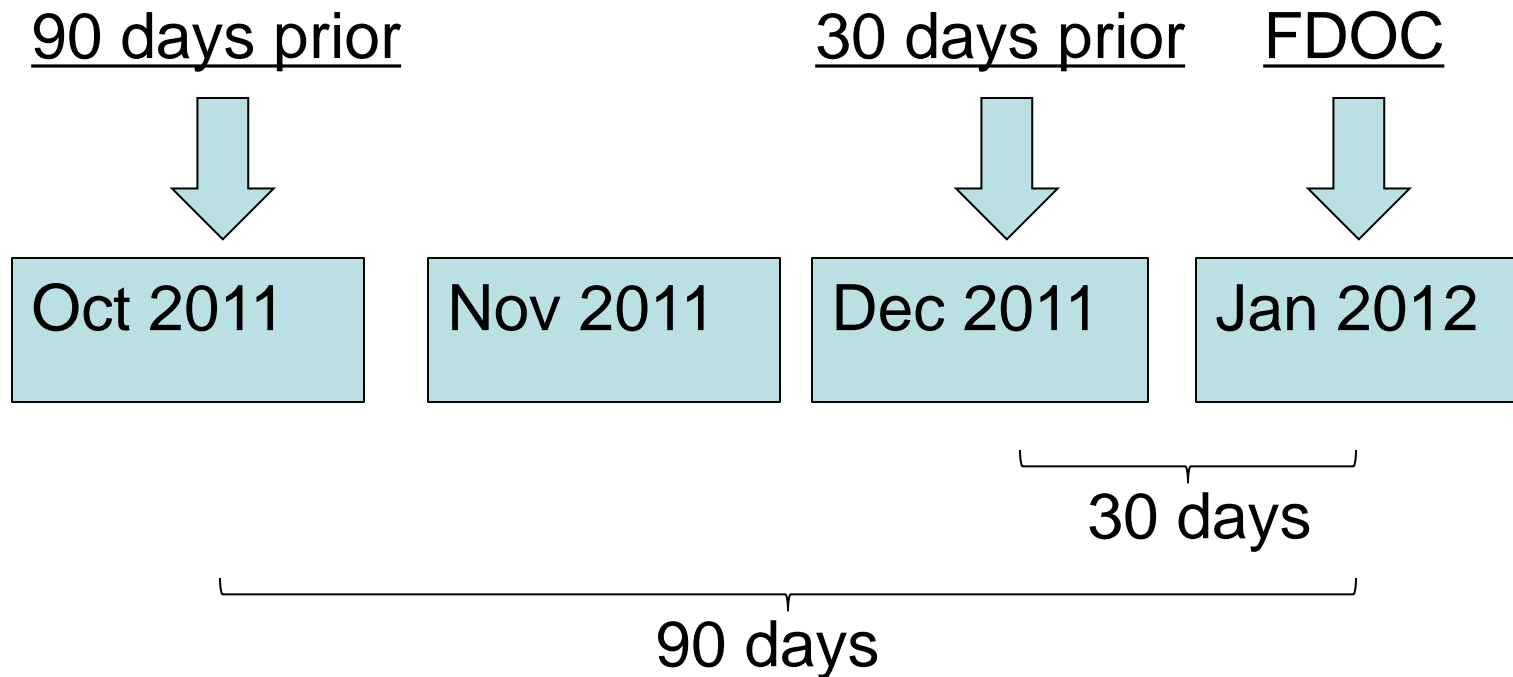 90 days prior
30 days prior
FDOC
Oct 2011
Nov 2011
Dec 2011
Jan 2012
30 days
90 days